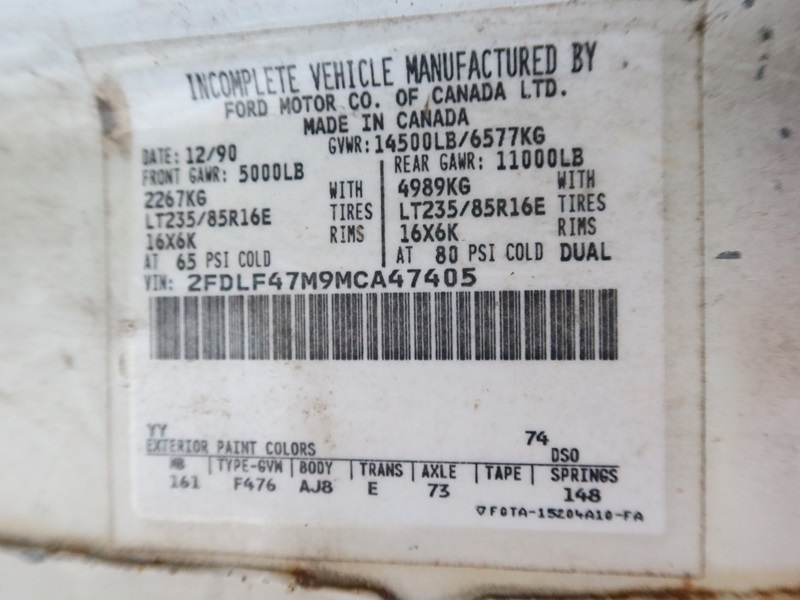 INCOMPLETE VEHICLE MANUFACTURED BY
FORD MOTOR CO. OF CANADA LTD.
MADE IN CANADA
DATE: 12/90 GVWR: 14500LB/6577KG
FRONT GAWR: 5000LB REAR GAWR: 11000LB
2267KG WITH 4989KG WITH
LT235/85R16E TIRES LT235/85R16E TIRES
16X6K RIMS 16X6K RIMS
AT 65 PSI COLD AT 80 PSI COLD DUAL
VIN: 2FDLF47M9MCA47405
YY 74
EXTERIOR PAINT COLORS DSO
WB TYPE-GVW BODY TRANS AXLE TAPE SPRINGS
161 F476 AJ8 E 73 148
F0TA-15204A10-FA